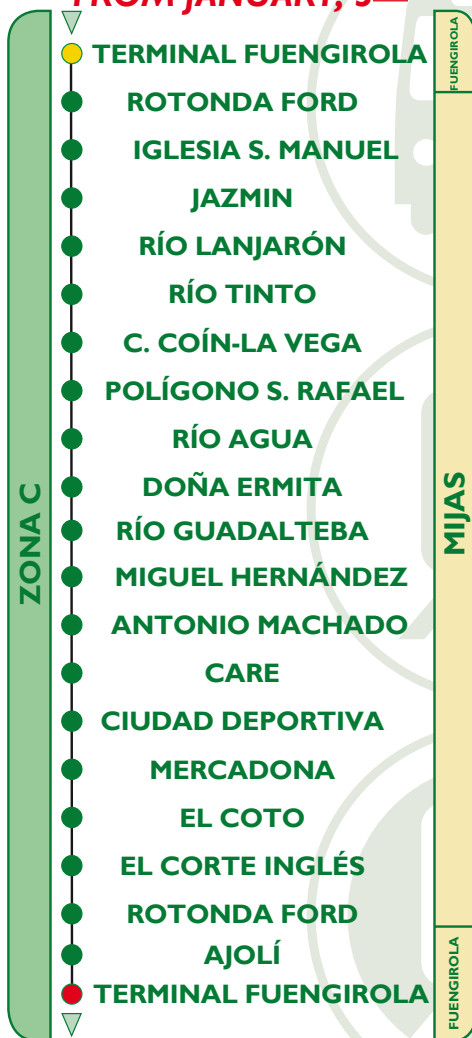 FROM JANUARY,
TERMINAL FUENGIROLA
ROTONDA FORD
IGLESIA S. MANUEL
JAZMIN
RÍO LANJARÓN
RÍO TINTO
C. COÍN-LA VEGA
POLÍGONO S. RAFAEL
RÍO AGUA
DOÑA ERMITA
RÍO GUADALTEBA
MIGUEL HERNÁNDEZ
ANTONIO MACHADO
CARE
CIUDAD DEPORTIVA
MERCADONA
EL COTO
EL CORTE INGLÉS
ROTONDA FORD
AJOLÍ
TERMINAL FUENGIROLA
ZONA C
FUENGIROLA
MIJAS
FUENGIROLA